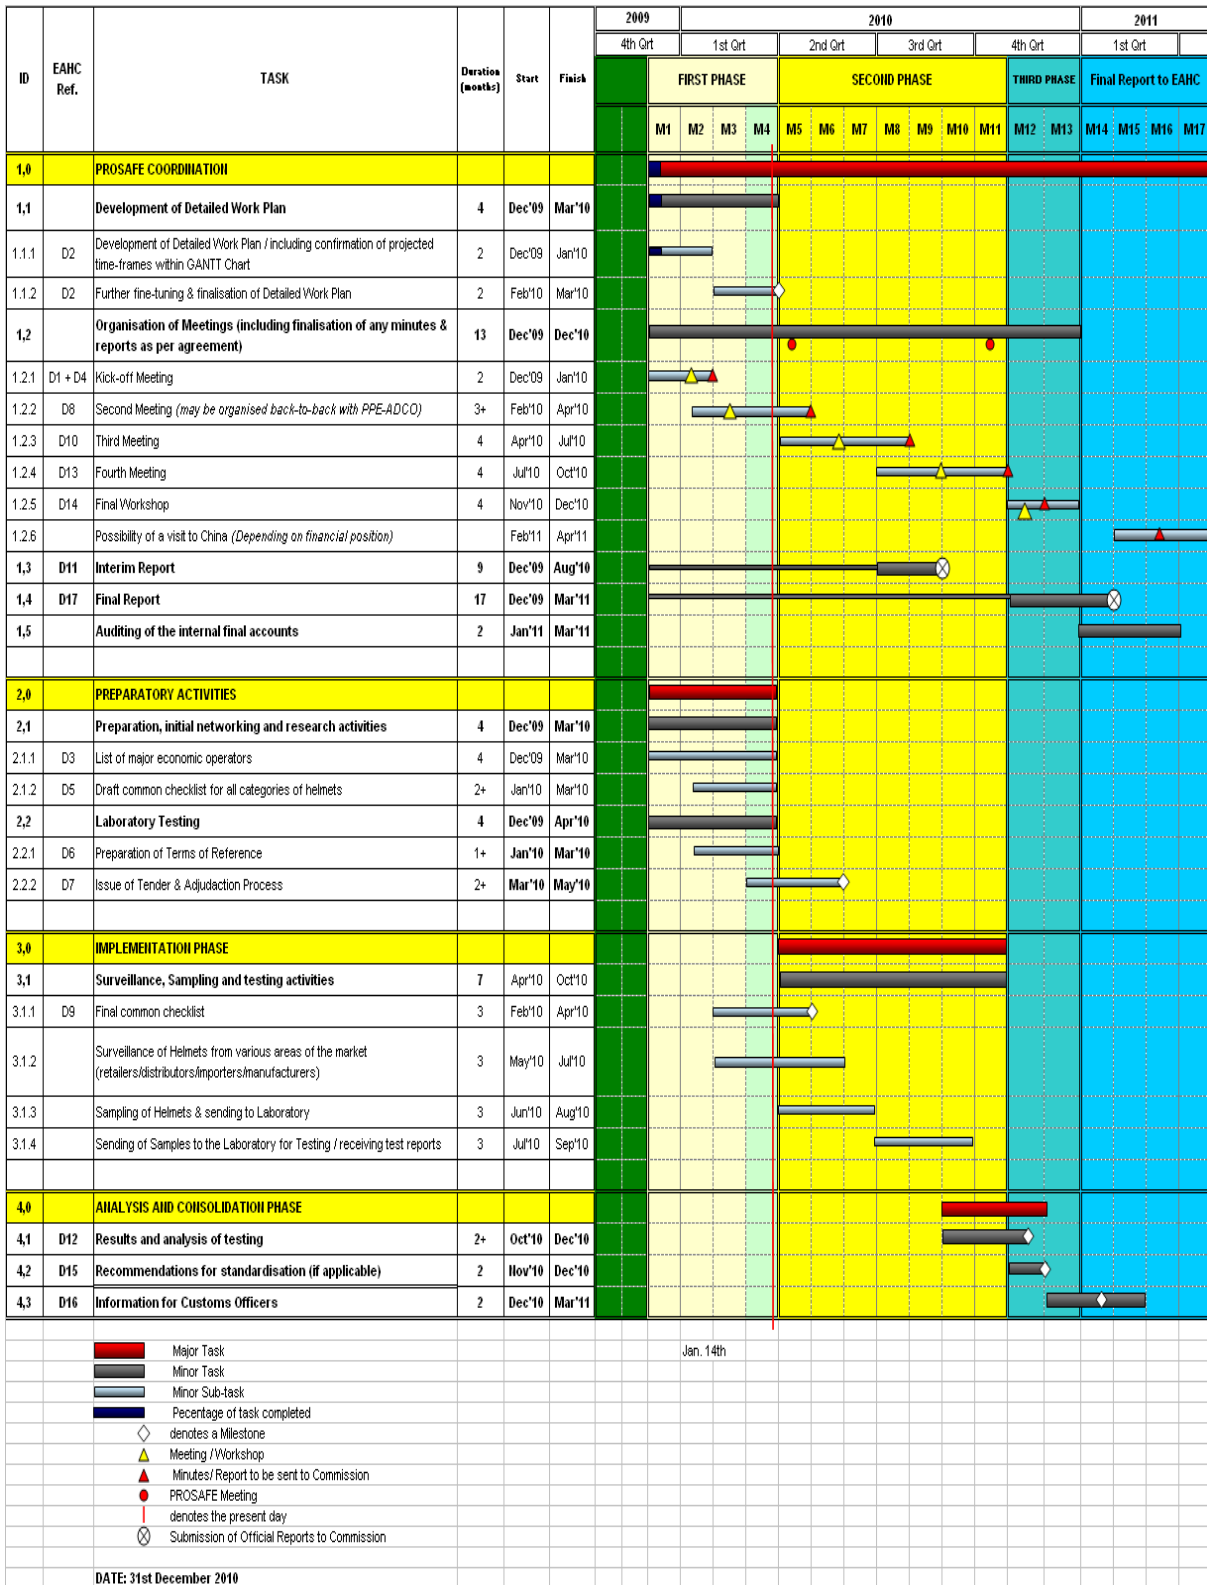 2009 2010 2011
4th Qrt 1st Qrt 2nd Qrt 3rd Qrt 4th Qrt 1st Qrt
ID EAHC Ref. TASK Duration (months) Start Finish
FIRST PHASE SECOND PHASE THIRD PHASE Final Report to EAHC
M1 M2 M3 M4 M5 M6 M7 M8 M9 M10 M11 M12 M13 M14 M15 M16 M17
1,0 PROSAFE COORDINATION
1,1 Development of Detailed Work Plan 4 Dec'09 Mar'10
1.1.1 D2 Development of Detailed Work Plan / including confirmation of projected
time-frames within GANTT Chart 2 Dec'09 Jan'10
1.1.2 D2 Further fine-tuning & finalisation of Detailed Work Plan 2 Feb'10 Mar'10
1,2 Organisation of Meetings (including finalisation of any minutes &
reports as per agreement) 13 Dec'09 Dec'10
1.2.1 D1 + D4 Kick-off Meeting 2 Dec'09 Jan'10
1.2.2 D8 Second Meeting (may be organised back-to-back with PPE-ADCO) 3+ Feb'10 Apr'10
1.2.3 D10 Third Meeting 4 Apr'10 Jul'10
1.2.4 D13 Fourth Meeting 4 Jul'10 Oct'10
1.2.5 D14 Final Workshop 4 Nov'10 Dec'10
1.2.6 Possibility of a visit to China (Depending on financial position) Feb'11 Apr'11
1,3 D11 Interim Report 9 Dec'09 Aug'10
1,4 D17 Final Report 17 Dec'09 Mar'11
1,5 Auditing of the internal final accounts 2 Jan'11 Mar'11
2,0 PREPARATORY ACTIVITIES
2,1 Preparation, initial networking and research activities 4 Dec'09 Mar'10
2.1.1 D3 List of major economic operators 4 Dec'09 Mar'10
2.1.2 D5 Draft common checklist for all categories of helmets 2+ Jan'10 Mar'10
2,2 Laboratory Testing 4 Dec'09 Apr'10
2.2.1 D6 Preparation of Terms of Reference 1+ Jan'10 Mar'10
2.2.2 D7 Issue of Tender & Adjudaction Process 2+ Mar'10 May'10
3,0 IMPLEMENTATION PHASE
3,1 Surveillance, Sampling and testing activities 7 Apr'10 Oct'10
3.1.1 D9 Final common checklist 3 Feb'10 Apr'10
3.1.2 Surveillance of Helmets from various areas of the market
(retailers/distributors/importers/manufacturers) 3 May'10 Jul'10
3.1.3 Sampling of Helmets & sending to Laboratory 3 Jun'10 Aug'10
3.1.4 Sending of Samples to the Laboratory for Testing / receiving test reports 3 Jul'10 Sep'10
4,0 ANALYSIS AND CONSOLIDATION PHASE
4,1 D12 Results and analysis of testing 2+ Oct'10 Dec'10
4,2 D15 Recommendations for standardisation (if applicable) 2 Nov'10 Dec'10
4,3 D16 Information for Customs Officers 2 Dec'10 Mar'11
Major Task Jan. 14th
Minor Task
Minor Sub-task
Pecentage of task completed
denotes a Milestone
Meeting / Workshop
Minutes/ Report to be sent to Commission
PROSAFE Meeting
denotes the present day
Submission of Official Reports to Commission
DATE: 31st December 2010